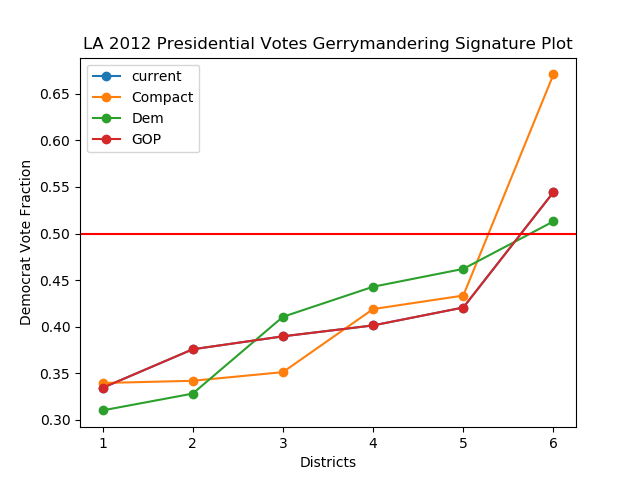 LA 2012 Presidential Votes Gerrymandering Signature Plot
current
Compact
Dem
GOP
Democrat Vote Fraction
0.65
0.60
0.55
0.50
0.45
0.40
0.35
0.30
1 2 3 4 5 6
Districts